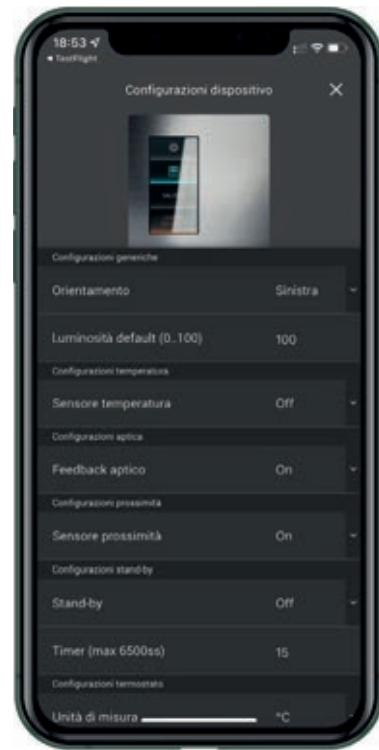 18:53
◂ TestFlight
Configurazioni dispositivo
Configurazioni generiche
Orientamento Sinistra
Luminosità default (0..100) 100
Configurazioni temperatura
Sensore temperatura Off
Configurazioni aptica
Feedback aptico On
Configurazioni prossimità
Sensore prossimità On
Configurazioni stand-by
Stand-by Off
Timer (max 6500ss) 15
Configurazioni termostato
Unità di misura °C